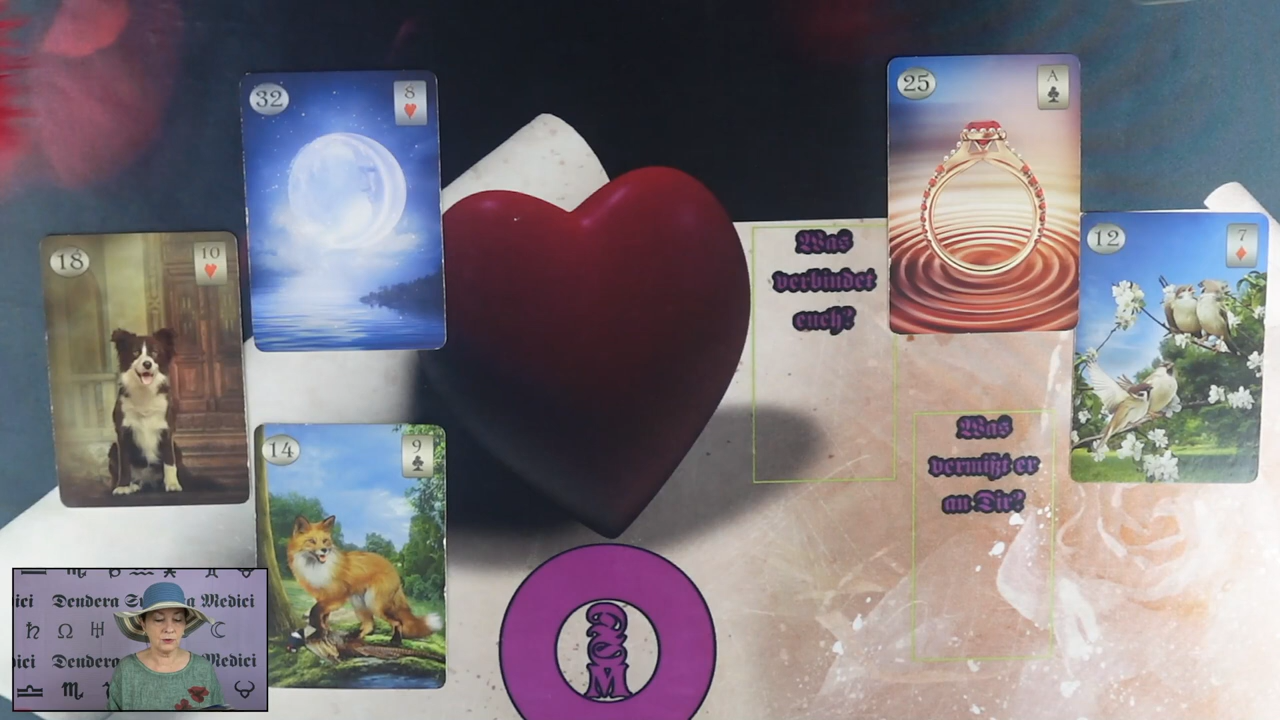 32
8
25
A
18
10
12
7
Was
verbindet
euch?
14
9
Was
vermißt er
an Dir?
Dendera
Medici
Dendera
Medici
DSM